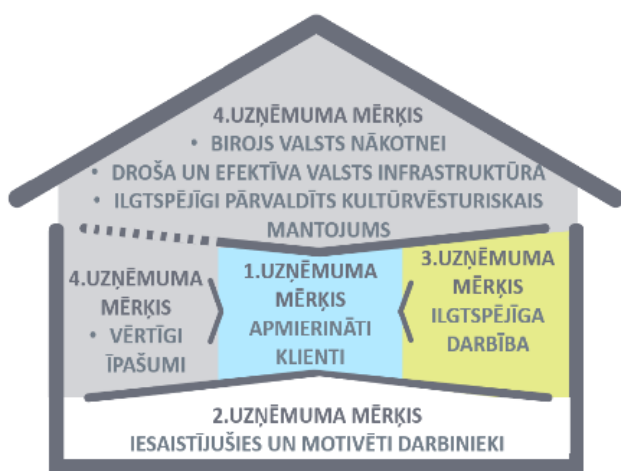 4.UZŅĒMUMA MĒRĶIS
• BIROJS VALSTS NĀKOTNEI
• DROŠA UN EFEKTĪVA VALSTS INFRASTRUKTŪRA
• ILGTSPĒJĪGI PĀRVALDĪTS KULTŪRVĒSTURISKAIS
MANTOJUMS
4.UZŅĒMUMA
MĒRĶIS
• VĒRTĪGI
ĪPAŠUMI
1.UZŅĒMUMA
MĒRĶIS
APMIERINĀTI
KLIENTI
3.UZŅĒMUMA
MĒRĶIS
ILGTSPĒJĪGA
DARBĪBA
2.UZŅĒMUMA MĒRĶIS
IESAISTĪJUŠIES UN MOTIVĒTI DARBINIEKI